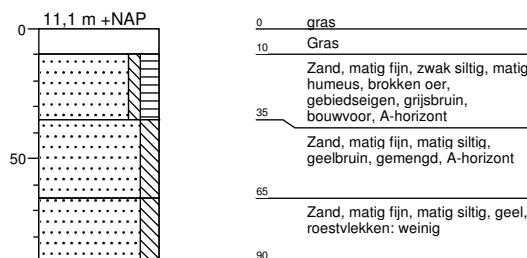 11,1 m +NAP
0
50
0 gras
10
Gras
Zand, matig fijn, zwak siltig, matig
humeus, brokken oer,
gebiedseigen, grijsbruin,
bouwvoor, A-horizont
35
Zand, matig fijn, matig siltig,
geelbruin, gemengd, A-horizont
65
Zand, matig fijn, matig siltig, geel,
roestvlekken: weinig
90